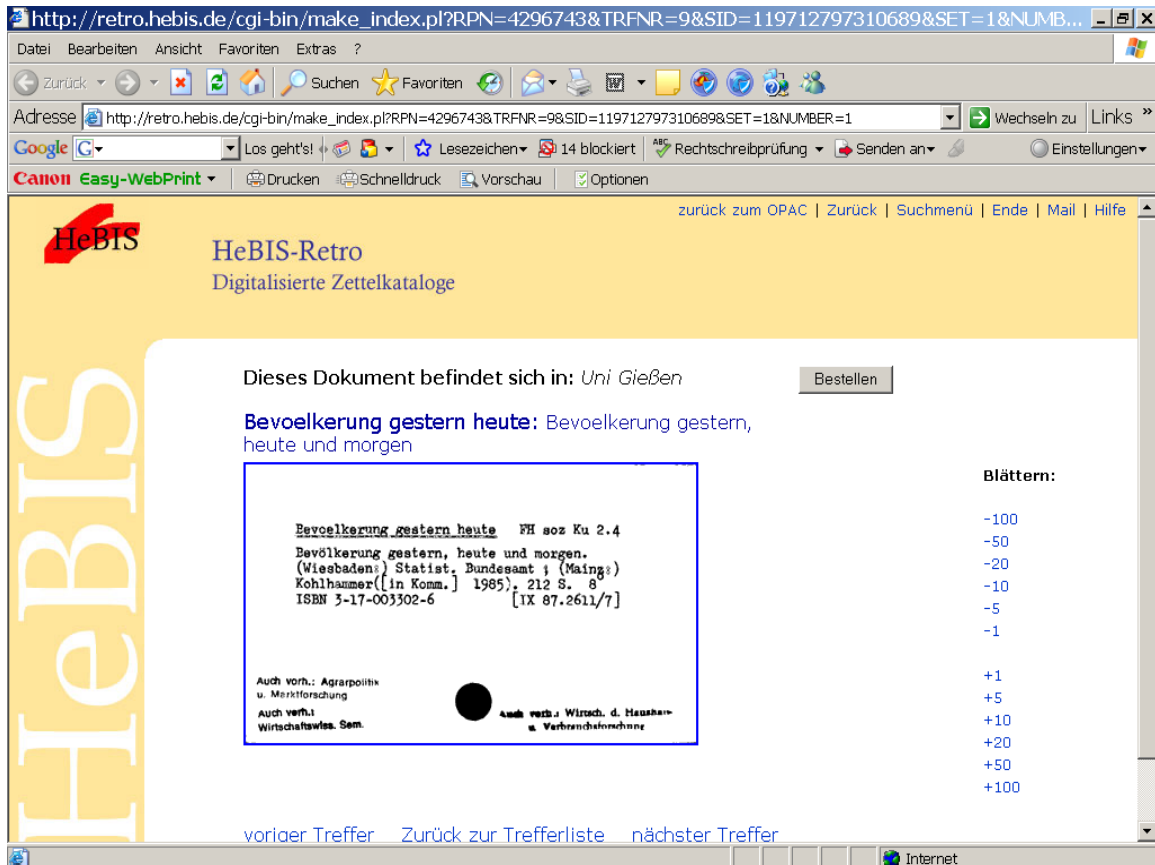 http://retro.hebis.de/cgi-bin/make_index.pl?RPN=4296743&TRFNR=9&SID=119712797310689&SET=1&NUMB...
Datei Bearbeiten Ansicht Favoriten Extras ?
Zurück Suchen Favoriten
Adresse http://retro.hebis.de/cgi-bin/make_index.pl?RPN=4296743&TRFNR=9&SID=119712797310689&SET=1&NUMBER=1 Wechseln zu Links »
Google G Los geht's! Lesezeichen 14 blockiert ABC Rechtschreibprüfung Senden an Einstellungen
Canon Easy-WebPrint Drucken Schnelldruck Vorschau Optionen
zurück zum OPAC | Zurück | Suchmenü | Ende | Mail | Hilfe
HeBIS
HeBIS-Retro
Digitalisierte Zettelkataloge
HeBIS
Dieses Dokument befindet sich in: Uni Gießen Bestellen
Bevoelkerung gestern heute: Bevoelkerung gestern,
heute und morgen
Bevoelkerung gestern heute FH soz Ku 2.4
Bevölkerung gestern, heute und morgen.
(Wiesbaden:) Statist. Bundesamt ; (Mainz:)
Kohlhammer([in Komm.] 1985). 212 S. 8°
ISBN 3-17-003302-6 [IX 87.2611/7]
Auch vorh.: Agrarpolitik
u. Marktforschung
Auch vorh.:
Wirtschaftswiss. Sem.
Auch vorh.: Wirtsch. d. Haushalts-
u. Verbrauchsforschung
Blättern:
-100
-50
-20
-10
-5
-1
+1
+5
+10
+20
+50
+100
voriger Treffer Zurück zur Trefferliste nächster Treffer
Internet